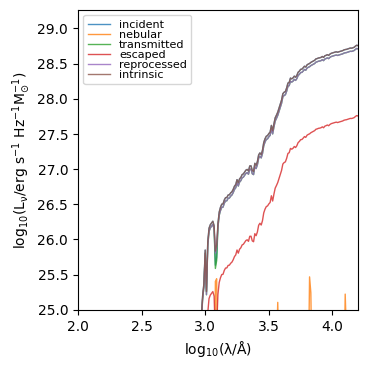 incident
nebular
transmitted
escaped
reprocessed
intrinsic
log₁₀(Lᵥ/erg s⁻¹ Hz⁻¹M☉⁻¹)
29.0
28.5
28.0
27.5
27.0
26.5
26.0
25.5
25.0
2.0 2.5 3.0 3.5 4.0
log₁₀(λ/Å)